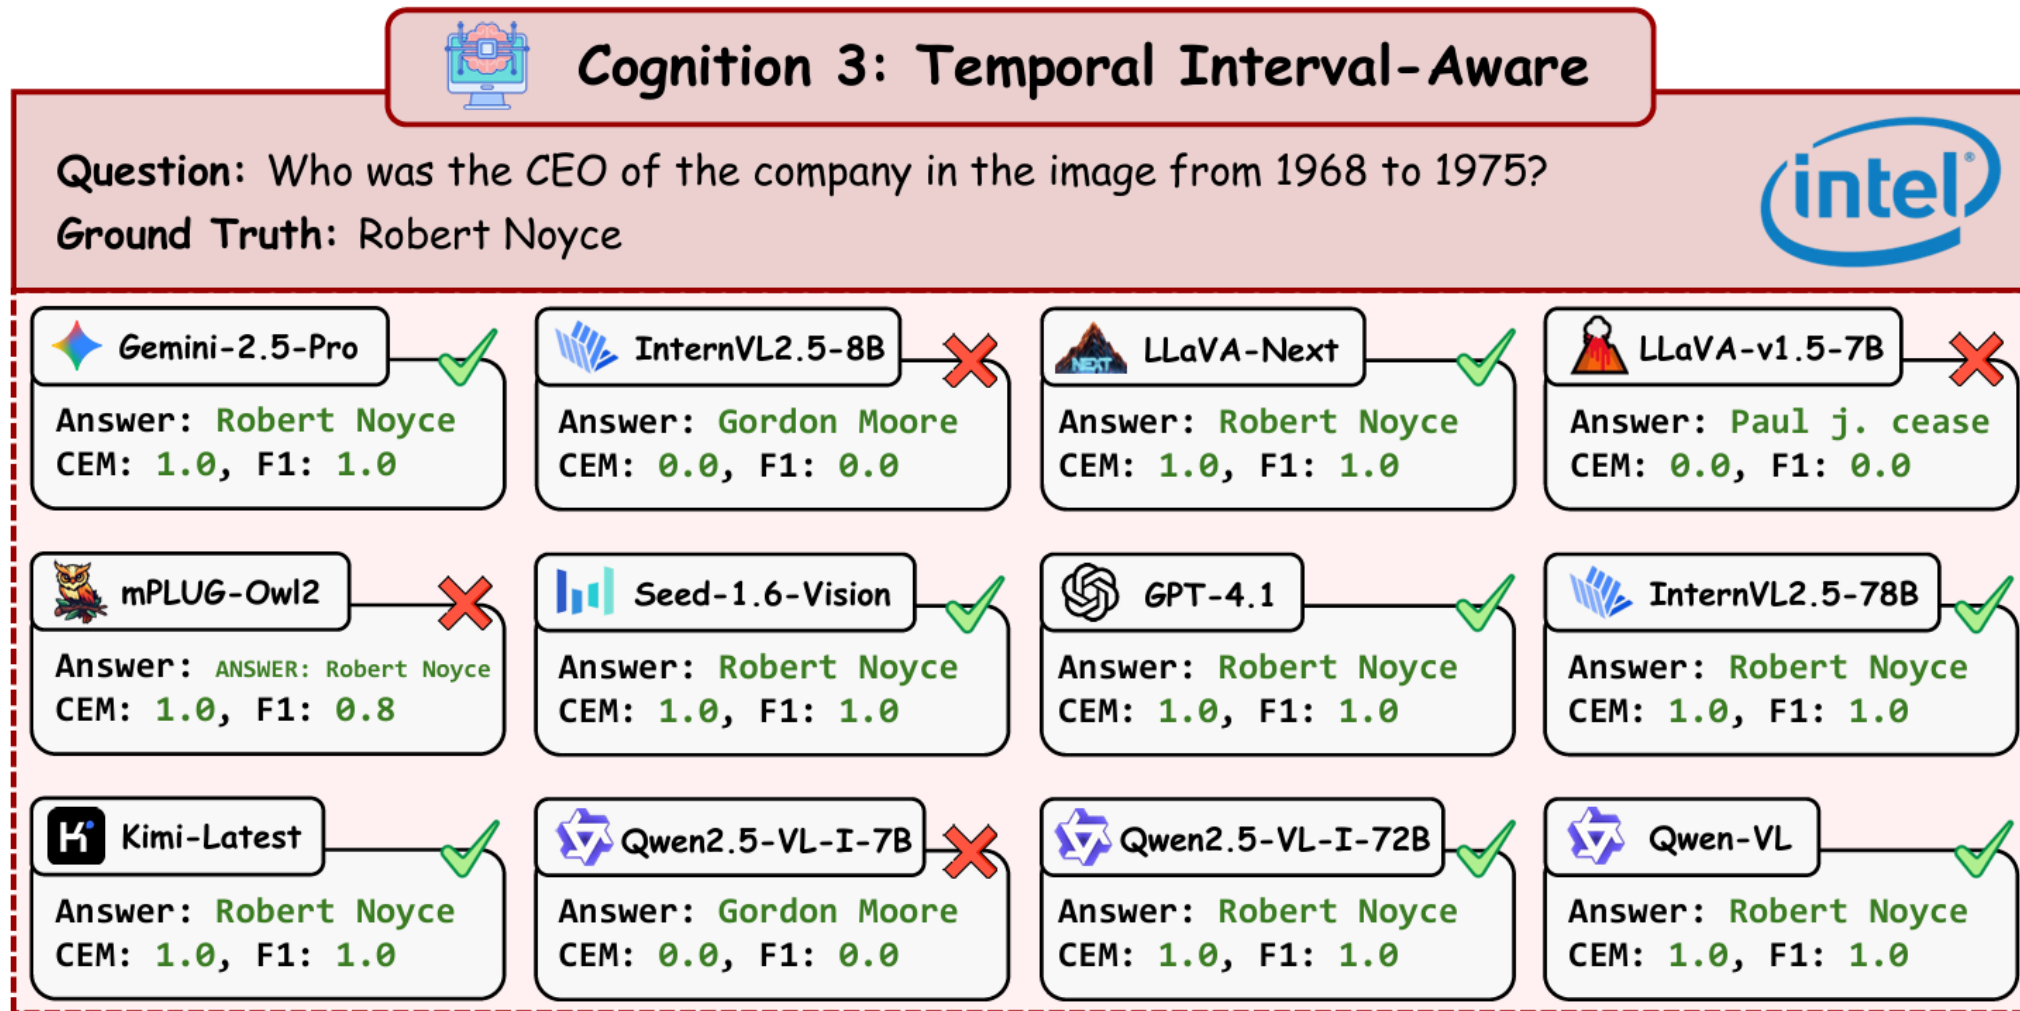 Cognition 3: Temporal Interval-Aware
Question: Who was the CEO of the company in the image from 1968 to 1975?
Ground Truth: Robert Noyce
intel®
Gemini-2.5-Pro
Answer: Robert Noyce
CEM: 1.0, F1: 1.0
InternVL2.5-8B
Answer: Gordon Moore
CEM: 0.0, F1: 0.0
NEXT
LLaVA-Next
Answer: Robert Noyce
CEM: 1.0, F1: 1.0
LLaVA-v1.5-7B
Answer: Paul j. cease
CEM: 0.0, F1: 0.0
mPLUG-Owl2
Answer: ANSWER: Robert Noyce
CEM: 1.0, F1: 0.8
Seed-1.6-Vision
Answer: Robert Noyce
CEM: 1.0, F1: 1.0
GPT-4.1
Answer: Robert Noyce
CEM: 1.0, F1: 1.0
InternVL2.5-78B
Answer: Robert Noyce
CEM: 1.0, F1: 1.0
K
Kimi-Latest
Answer: Robert Noyce
CEM: 1.0, F1: 1.0
Qwen2.5-VL-I-7B
Answer: Gordon Moore
CEM: 0.0, F1: 0.0
Qwen2.5-VL-I-72B
Answer: Robert Noyce
CEM: 1.0, F1: 1.0
Qwen-VL
Answer: Robert Noyce
CEM: 1.0, F1: 1.0